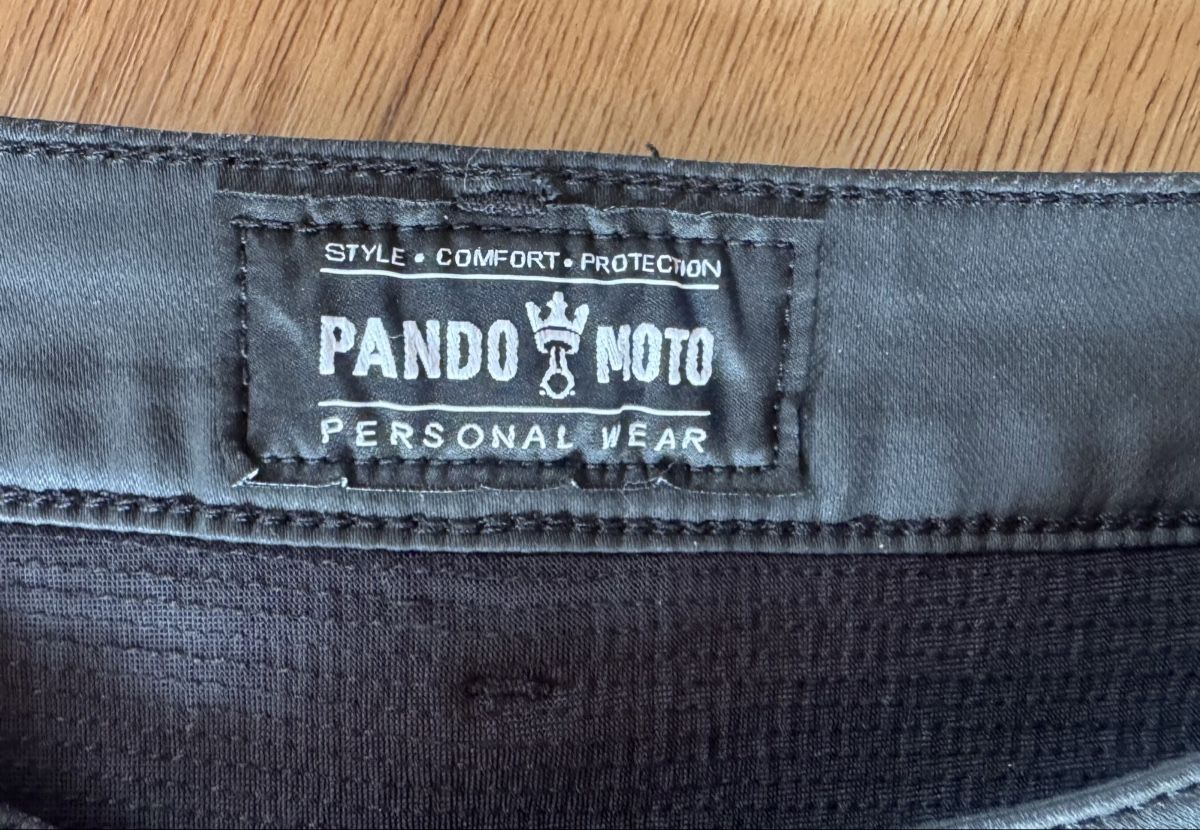 STYLE • COMFORT • PROTECTION
PANDO MOTO
PERSONAL WEAR